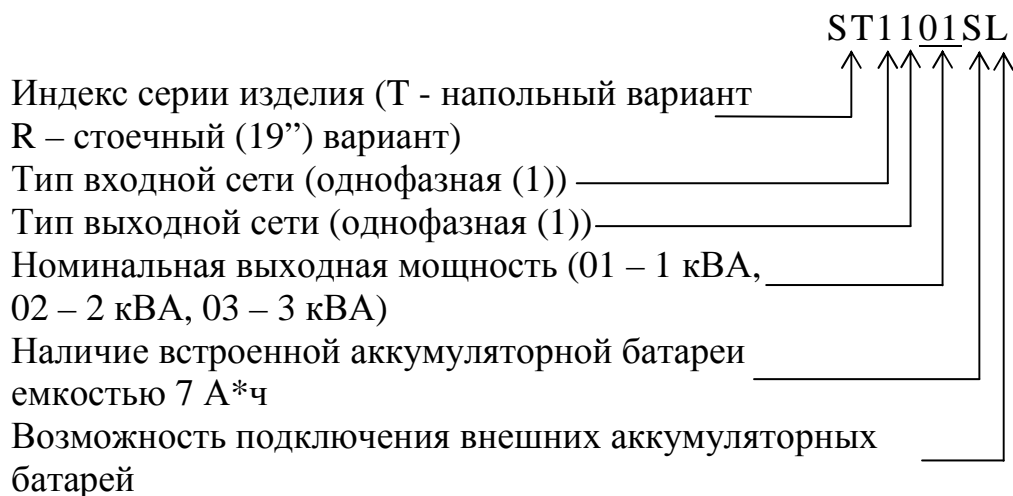 ST1101SL
Индекс серии изделия (Т - напольный вариант
R – стоечный (19”) вариант)
Тип входной сети (однофазная (1))
Тип выходной сети (однофазная (1))
Номинальная выходная мощность (01 – 1 кВА,
02 – 2 кВА, 03 – 3 кВА)
Наличие встроенной аккумуляторной батареи
емкостью 7 А*ч
Возможность подключения внешних аккумуляторных
батарей